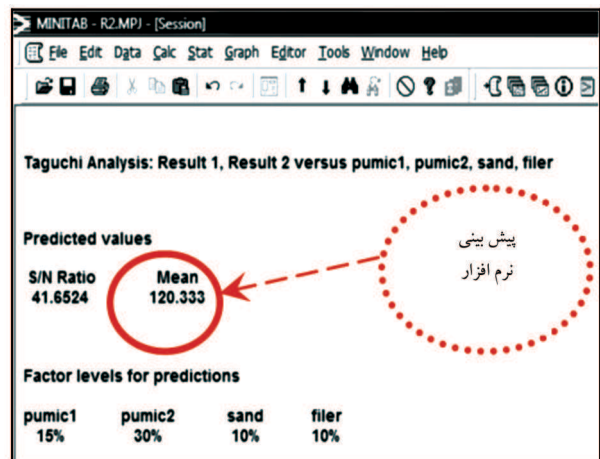 MINITAB - R2.MPJ - [Session]
File Edit Data Calc Stat Graph Editor Tools Window Help
Taguchi Analysis: Result 1, Result 2 versus pumic1, pumic2, sand, filer
Predicted values
S/N Ratio Mean
41.6524 120.333
پیش بینی
نرم افزار
Factor levels for predictions
pumic1 pumic2 sand filer
15% 30% 10% 10%